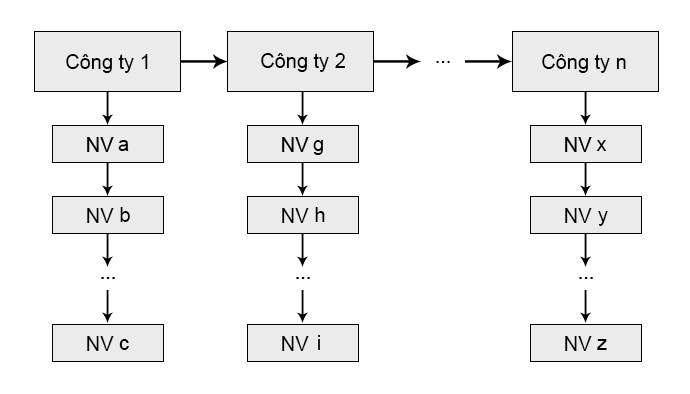 Công ty 1
Công ty 2
...
Công ty n
NV a
NV g
NV x
NV b
NV h
NV y
...
...
...
NV c
NV i
NV z